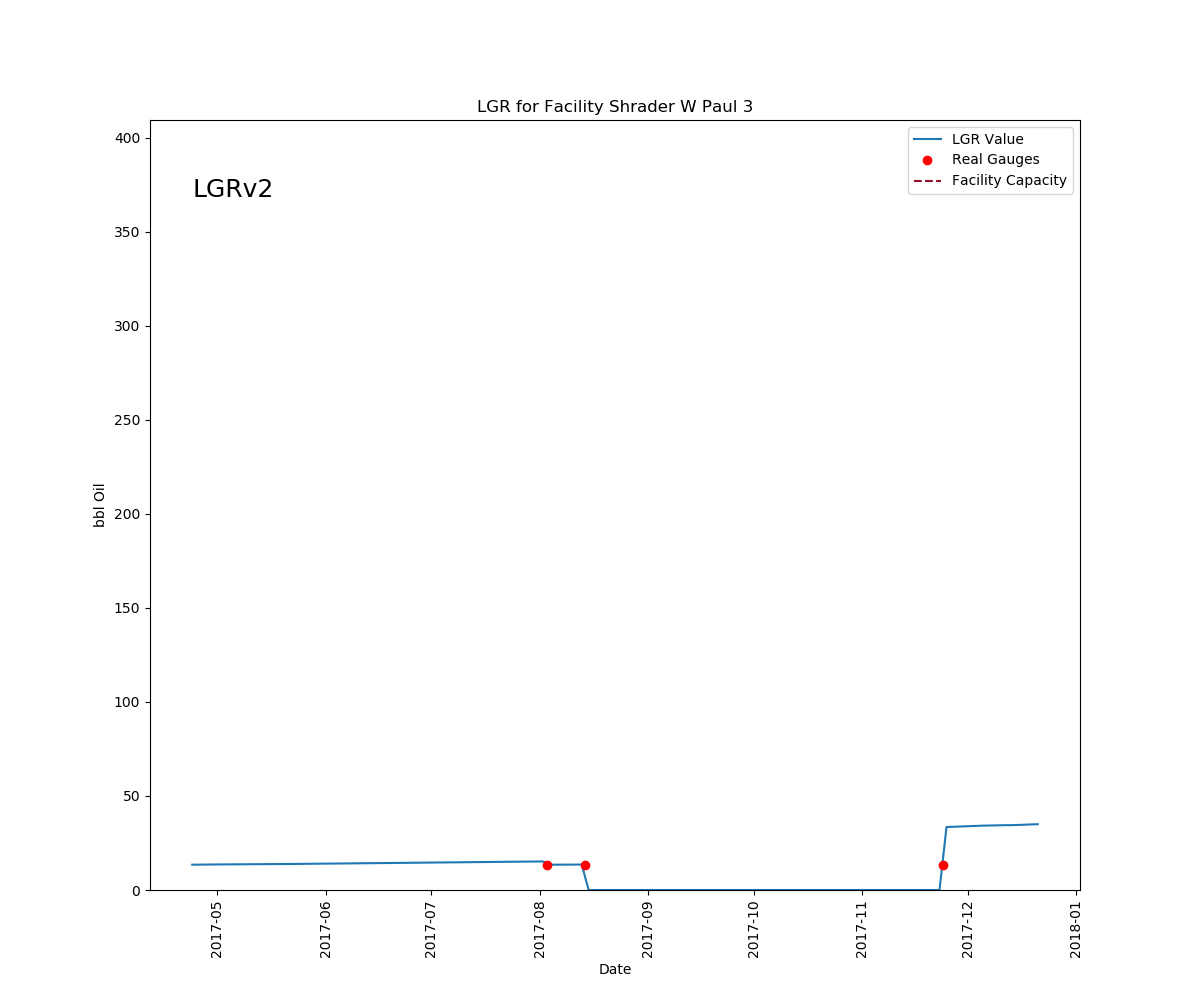 LGR for Facility Shrader W Paul 3
400
350
300
250
200
150
100
50
0
bbl Oil
LGRv2
LGR Value
Real Gauges
Facility Capacity
2017-05
2017-06
2017-07
2017-08
2017-09
2017-10
2017-11
2017-12
2018-01
Date